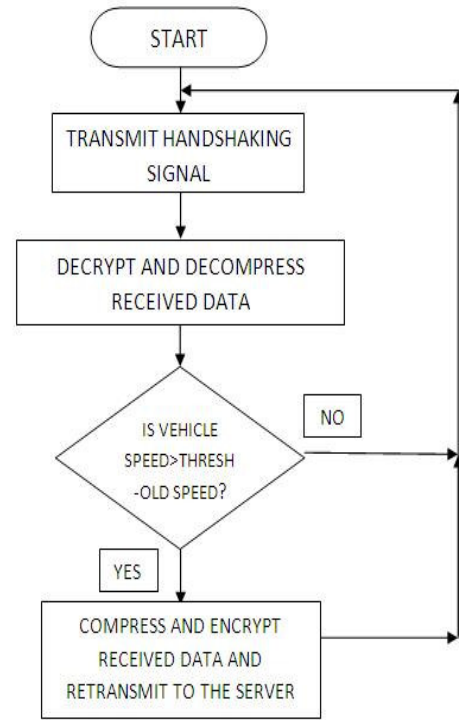 START
TRANSMIT HANDSHAKING
SIGNAL
DECRYPT AND DECOMPRESS
RECEIVED DATA
IS VEHICLE
SPEED>THRESH
-OLD SPEED?
NO
YES
COMPRESS AND ENCRYPT
RECEIVED DATA AND
RETRANSMIT TO THE SERVER